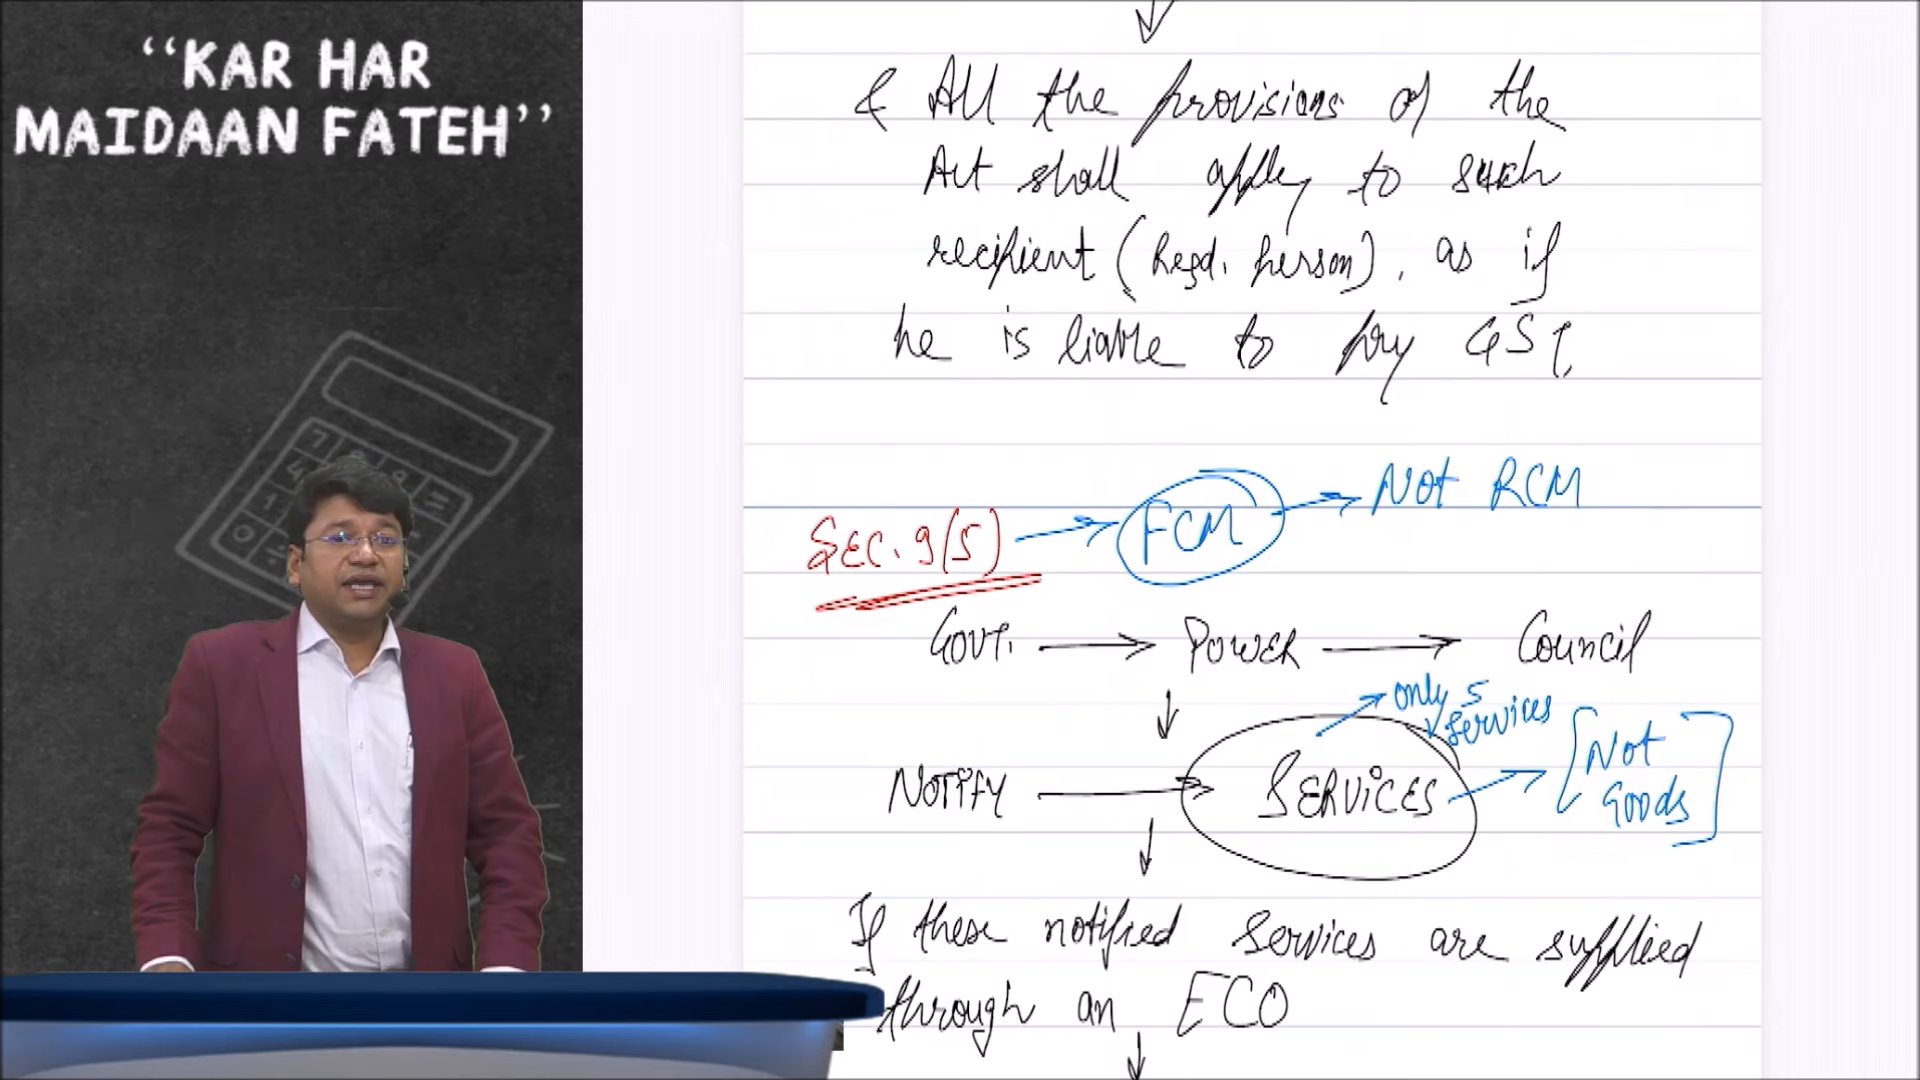 “KAR HAR
MAIDAAN FATEH”
& All the provisions of the
Act shall apply to such
recipient (Regd. person), as if
he is liable to pay GST.
SEC. 9(5) → FCM → Not RCM
Govt. → POWER → Council
only 5
services
NOTIFY → SERVICES
[Not
Goods]
If these notified services are supplied
through an ECO